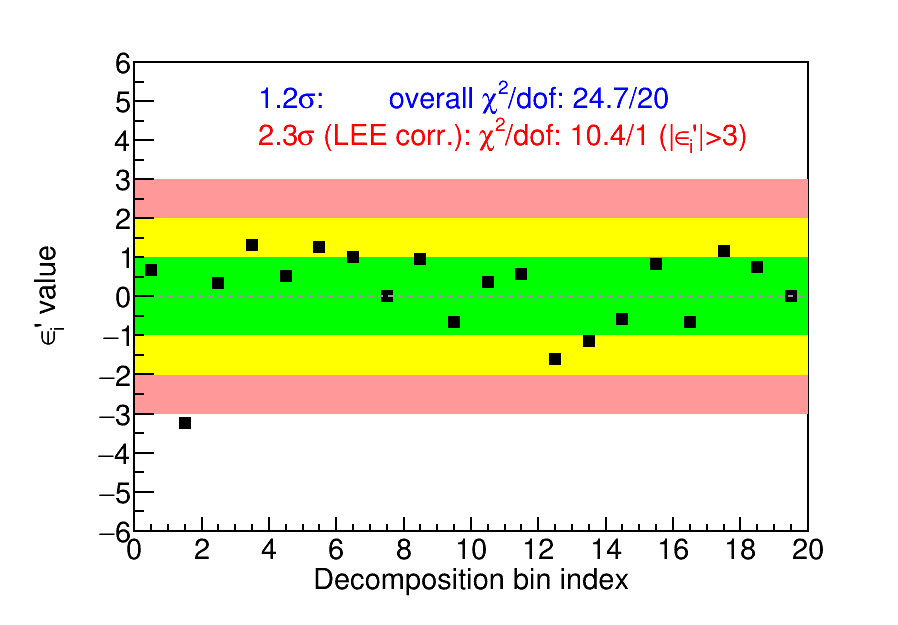 1.2σ: overall χ²/dof: 24.7/20
2.3σ (LEE corr.): χ²/dof: 10.4/1 (|ϵᵢ'|>3)
6
5
4
3
2
1
0
−1
−2
−3
−4
−5
−6
ϵᵢ' value
0 2 4 6 8 10 12 14 16 18 20
Decomposition bin index